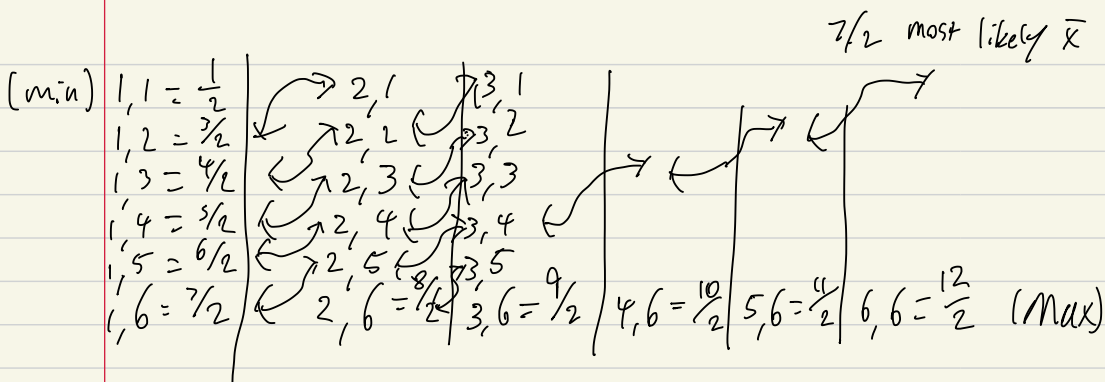 7/2 most likely x̄
(min) 1,1 = 1/2 2,1 3,1
1,2 = 3/2 2,2 3,2
1,3 = 4/2 2,3 3,3
1,4 = 5/2 2,4 3,4
1,5 = 6/2 2,5 3,5
1,6 = 7/2 2,6 = 8/2 3,6 = 9/2 4,6 = 10/2 5,6 = 11/2 6,6 = 12/2 (Max)